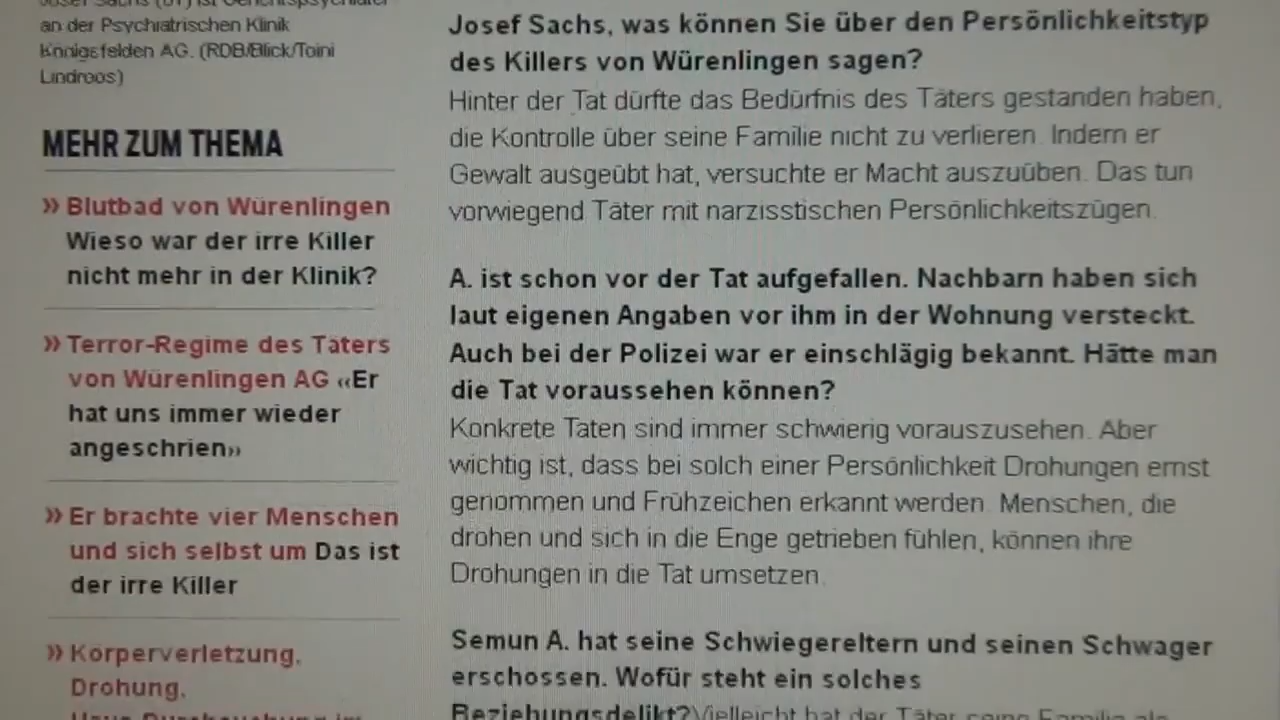 an der Psychiatrischen Klinik
Königsfelden AG. (RDB/Blick/Toini
Lindroos)
MEHR ZUM THEMA
» Blutbad von Würenlingen
Wieso war der irre Killer
nicht mehr in der Klinik?
» Terror-Regime des Täters
von Würenlingen AG «Er
hat uns immer wieder
angeschrien»
» Er brachte vier Menschen
und sich selbst um Das ist
der irre Killer
» Körperverletzung,
Drohung,
Josef Sachs, was können Sie über den Persönlichkeitstyp
des Killers von Würenlingen sagen?
Hinter der Tat dürfte das Bedürfnis des Täters gestanden haben,
die Kontrolle über seine Familie nicht zu verlieren. Indem er
Gewalt ausgeübt hat, versuchte er Macht auszuüben. Das tun
vorwiegend Täter mit narzisstischen Persönlichkeitszügen.
A. ist schon vor der Tat aufgefallen. Nachbarn haben sich
laut eigenen Angaben vor ihm in der Wohnung versteckt.
Auch bei der Polizei war er einschlägig bekannt. Hätte man
die Tat voraussehen können?
Konkrete Taten sind immer schwierig vorauszusehen. Aber
wichtig ist, dass bei solch einer Persönlichkeit Drohungen ernst
genommen und Frühzeichen erkannt werden. Menschen, die
drohen und sich in die Enge getrieben fühlen, können ihre
Drohungen in die Tat umsetzen.
Semun A. hat seine Schwiegereltern und seinen Schwager
erschossen. Wofür steht ein solches
Beziehungsdelikt? Vielleicht hat der Täter seine Familie als